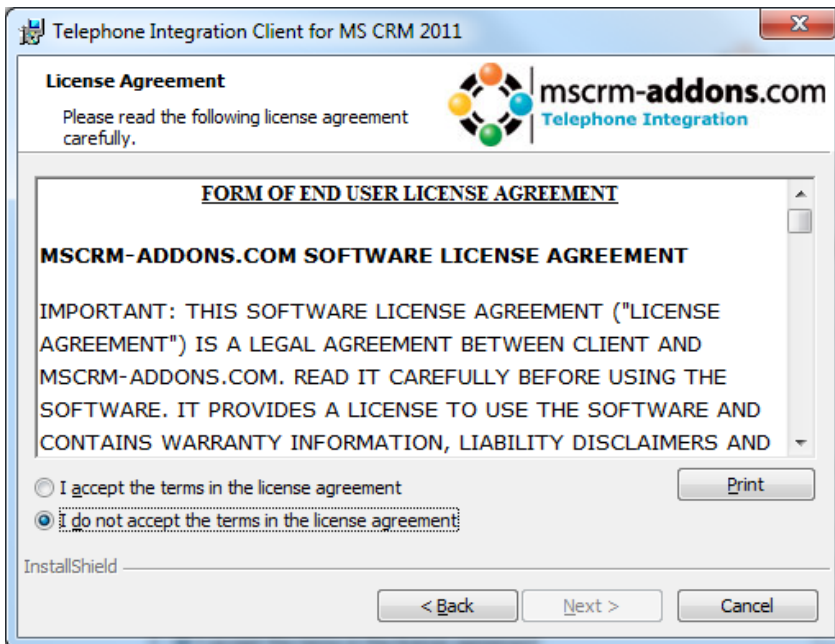 Telephone Integration Client for MS CRM 2011
License Agreement
Please read the following license agreement
carefully.
mscrm-addons.com
Telephone Integration
FORM OF END USER LICENSE AGREEMENT
MSCRM-ADDONS.COM SOFTWARE LICENSE AGREEMENT
IMPORTANT: THIS SOFTWARE LICENSE AGREEMENT ("LICENSE
AGREEMENT") IS A LEGAL AGREEMENT BETWEEN CLIENT AND
MSCRM-ADDONS.COM. READ IT CAREFULLY BEFORE USING THE
SOFTWARE. IT PROVIDES A LICENSE TO USE THE SOFTWARE AND
CONTAINS WARRANTY INFORMATION, LIABILITY DISCLAIMERS AND
I accept the terms in the license agreement
Print
I do not accept the terms in the license agreement
InstallShield
< Back
Next >
Cancel